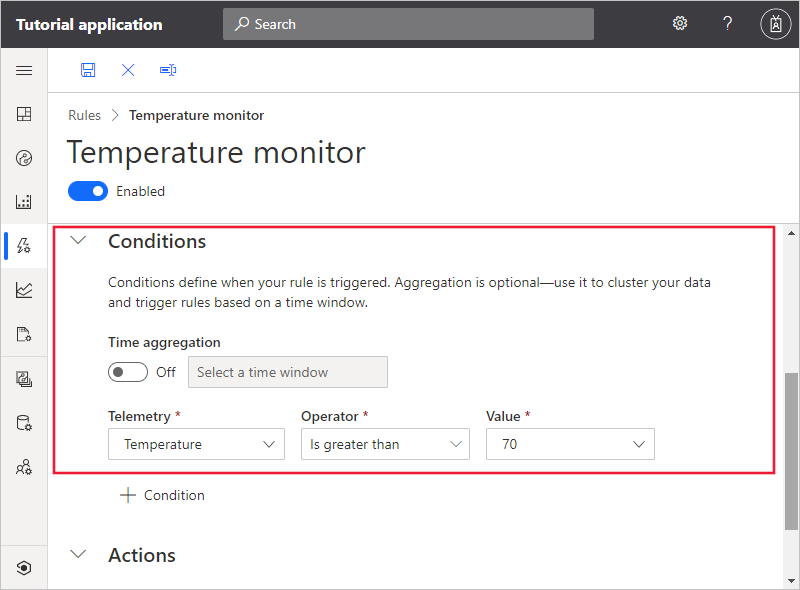 Tutorial application
Search
Rules > Temperature monitor
Temperature monitor
Enabled
Conditions
Conditions define when your rule is triggered. Aggregation is optional—use it to cluster your data
and trigger rules based on a time window.
Time aggregation
Off Select a time window
Telemetry * Operator * Value *
Temperature Is greater than 70
+ Condition
Actions